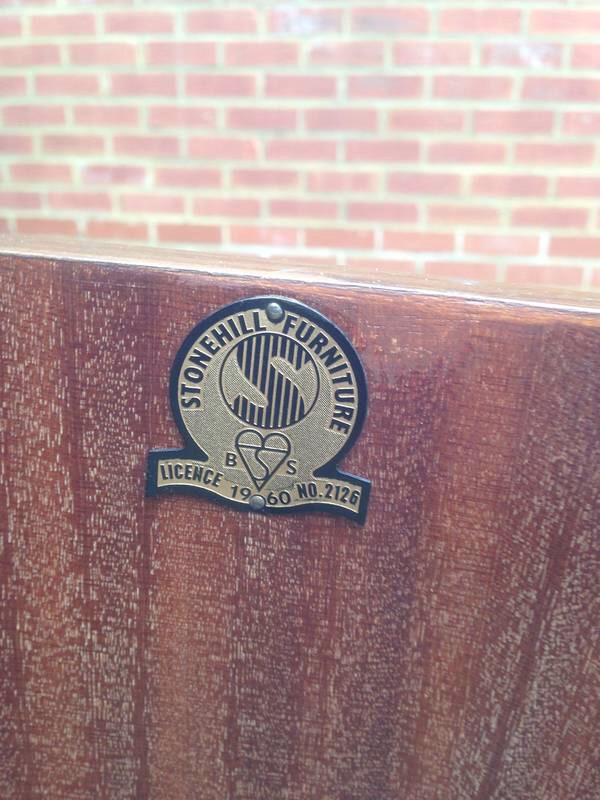 STONEHILL FURNITURE
S
B S
LICENCE 1960 NO.2126